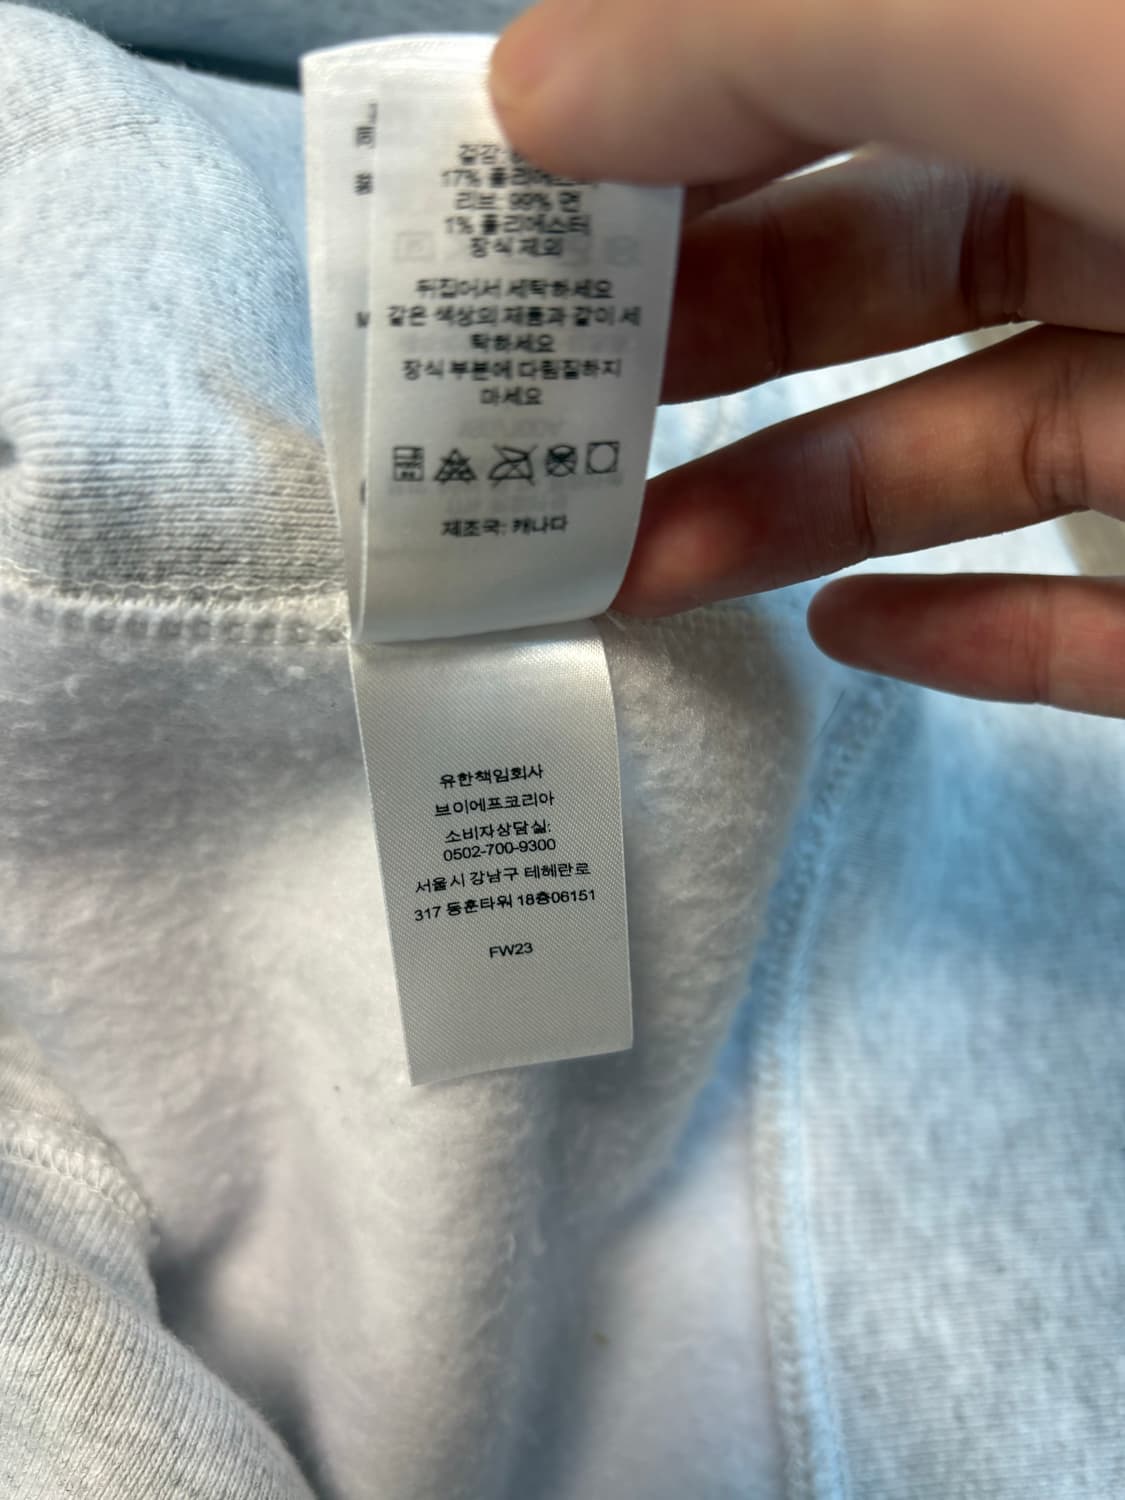 겉감:
17% 폴리에스터
리브: 99% 면
1% 폴리에스터
장식 제외
뒤집어서 세탁하세요
같은 색상의 제품과 같이 세
탁하세요
장식 부분에 다림질하지
마세요
제조국: 캐나다
유한책임회사
브이에프코리아
소비자상담실:
0502-700-9300
서울시 강남구 테헤란로
317 동훈타워 18층06151
FW23